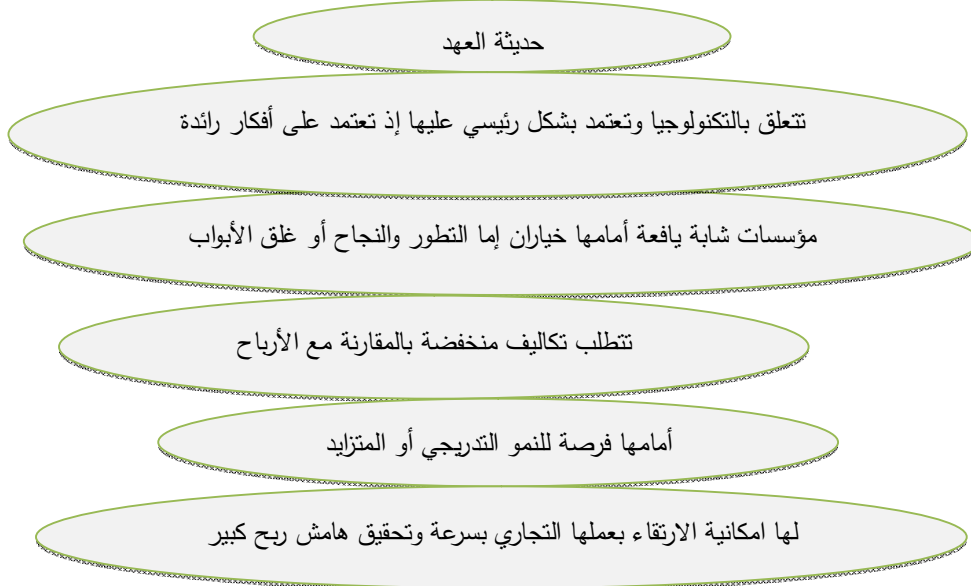 حديثة العهد
تتعلق بالتكنولوجيا وتعتمد بشكل رئيسي عليها إذ تعتمد على أفكار رائدة
مؤسسات شابة يافعة أمامها خياران إما التطور والنجاح أو غلق الأبواب
تتطلب تكاليف منخفضة بالمقارنة مع الأرباح
أمامها فرصة للنمو التدريجي أو المتزايد
لها امكانية الارتقاء بعملها التجاري بسرعة وتحقيق هامش ربح كبير